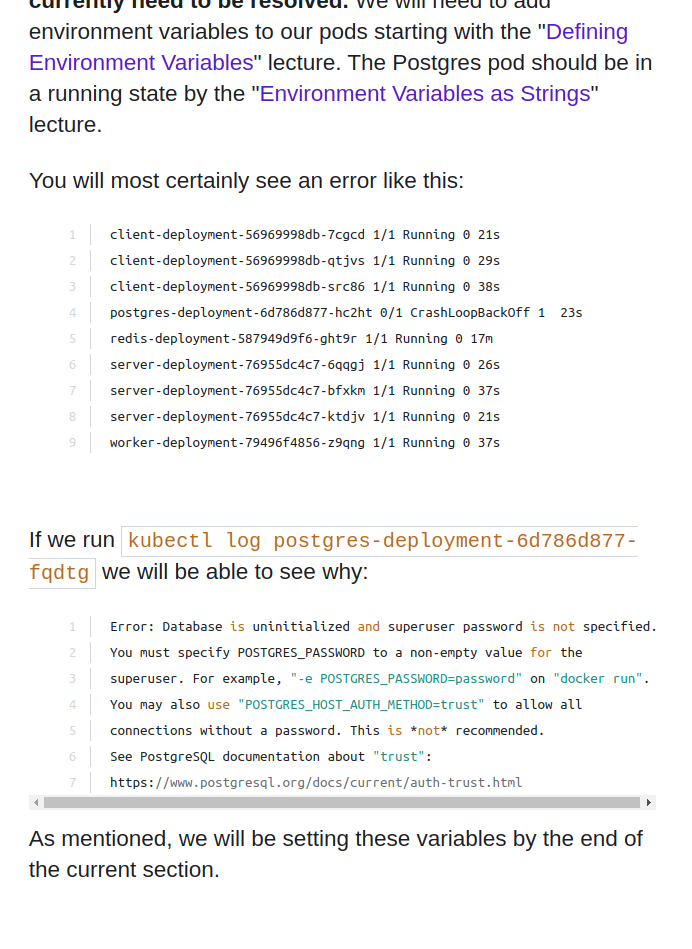 currently need to be resolved. We will need to add
environment variables to our pods starting with the "Defining
Environment Variables" lecture. The Postgres pod should be in
a running state by the "Environment Variables as Strings"
lecture.
You will most certainly see an error like this:
1 client-deployment-56969998db-7cgcd 1/1 Running 0 21s
2 client-deployment-56969998db-qtjvs 1/1 Running 0 29s
3 client-deployment-56969998db-src86 1/1 Running 0 38s
4 postgres-deployment-6d786d877-hc2ht 0/1 CrashLoopBackOff 1  23s
5 redis-deployment-587949d9f6-ght9r 1/1 Running 0 17m
6 server-deployment-76955dc4c7-6qqgj 1/1 Running 0 26s
7 server-deployment-76955dc4c7-bfxkm 1/1 Running 0 37s
8 server-deployment-76955dc4c7-ktdjv 1/1 Running 0 21s
9 worker-deployment-79496f4856-z9qng 1/1 Running 0 37s
If we run kubectl log postgres-deployment-6d786d877-
fqdtg we will be able to see why:
1 Error: Database is uninitialized and superuser password is not specified.
2 You must specify POSTGRES_PASSWORD to a non-empty value for the
3 superuser. For example, "-e POSTGRES_PASSWORD=password" on "docker run".
4 You may also use "POSTGRES_HOST_AUTH_METHOD=trust" to allow all
5 connections without a password. This is *not* recommended.
6 See PostgreSQL documentation about "trust":
7 https://www.postgresql.org/docs/current/auth-trust.html
As mentioned, we will be setting these variables by the end of
the current section.